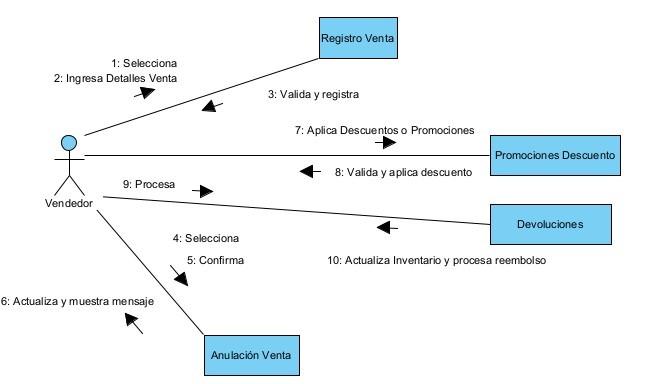 Registro Venta
1: Selecciona
2: Ingresa Detalles Venta
3: Valida y registra
7: Aplica Descuentos o Promociones
Promociones Descuento
8: Valida y aplica descuento
9: Procesa
Vendedor
Devoluciones
4: Selecciona
5: Confirma
10: Actualiza Inventario y procesa reembolso
6: Actualiza y muestra mensaje
Anulación Venta